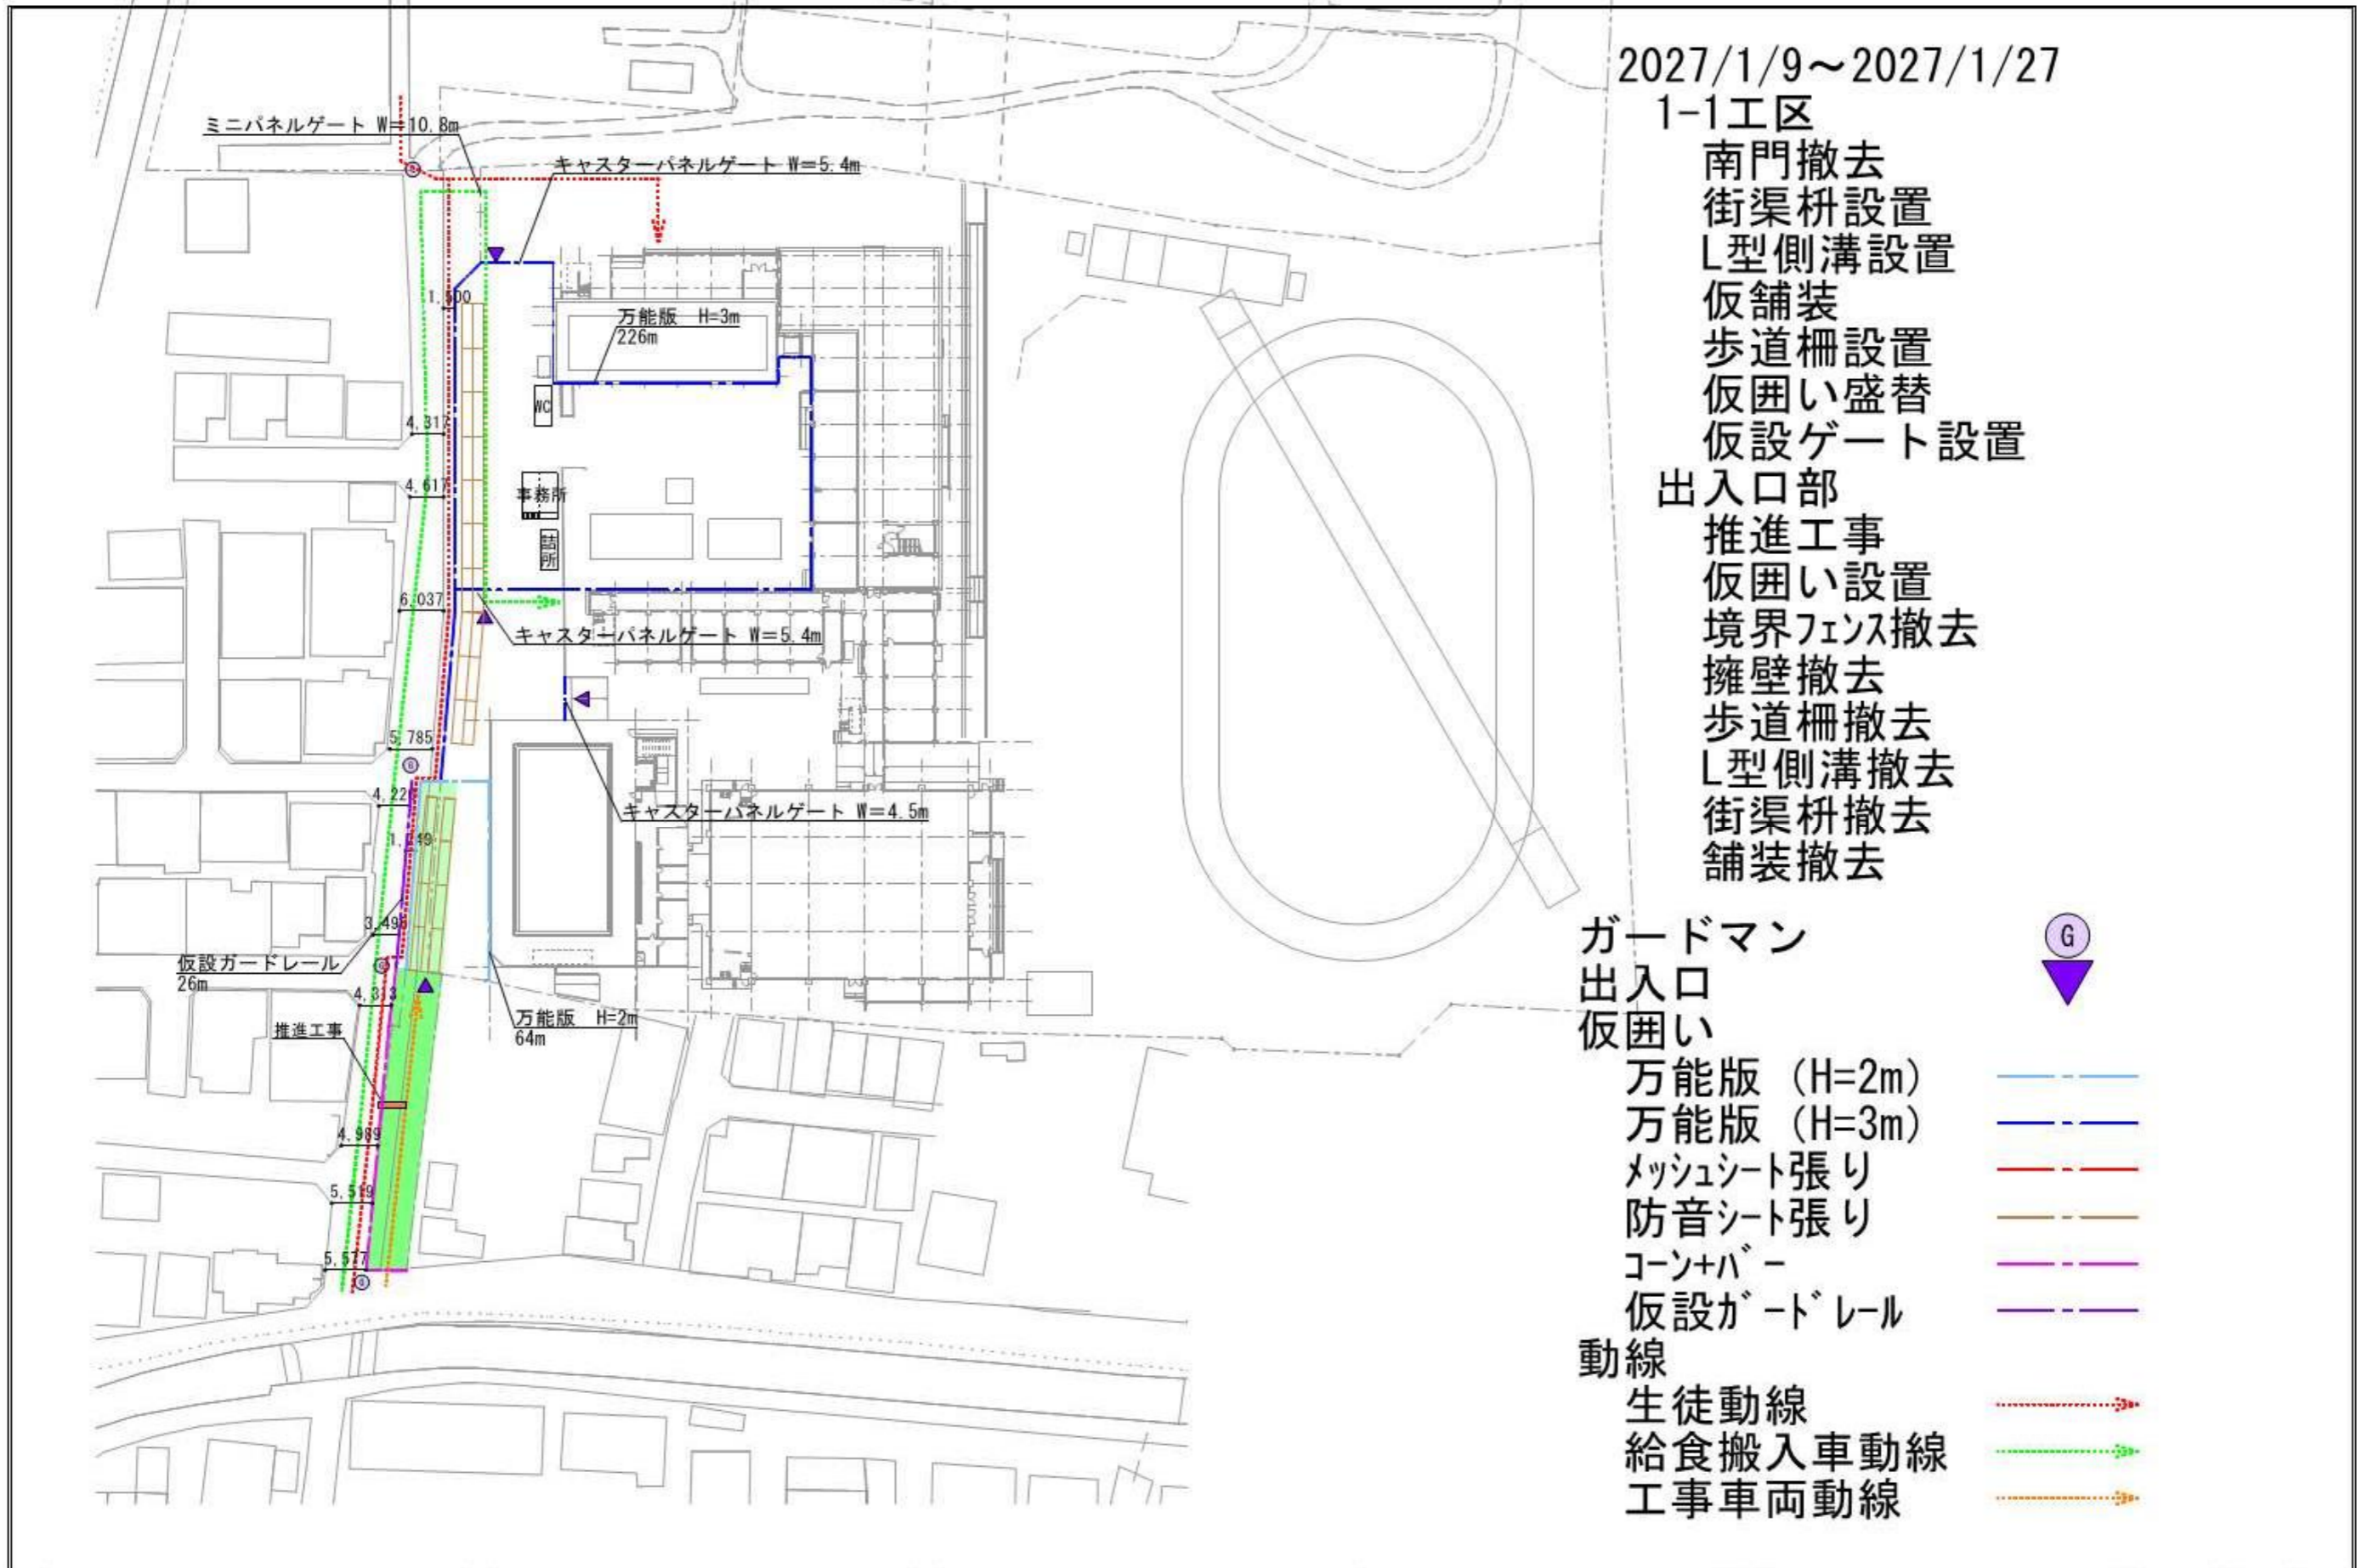 2027/1/9～2027/1/27
1-1工区
南門撤去
街渠枡設置
L型側溝設置
仮舗装
歩道柵設置
仮囲い盛替
仮設ゲート設置
出入口部
推進工事
仮囲い設置
境界フェンス撤去
擁壁撤去
歩道柵撤去
L型側溝撤去
街渠枡撤去
舗装撤去
ガードマン
G
出入口
仮囲い
万能版 (H=2m)
万能版 (H=3m)
メッシュシート張り
防音シート張り
コーン+バー
仮設ガードレール
動線
生徒動線
給食搬入車動線
工事車両動線
ミニパネルゲート W=10.8m
キャスターパネルゲート W=5.4m
1,500
万能版 H=3m
226m
WC
4,317
4,617
事務所
詰所
6,037
キャスターパネルゲート W=5.4m
5,785
G
キャスターパネルゲート W=4.5m
仮設ガードレール
26m
4,313
万能版 H=2m
64m
推進工事
4,989
5,519
5,577
G